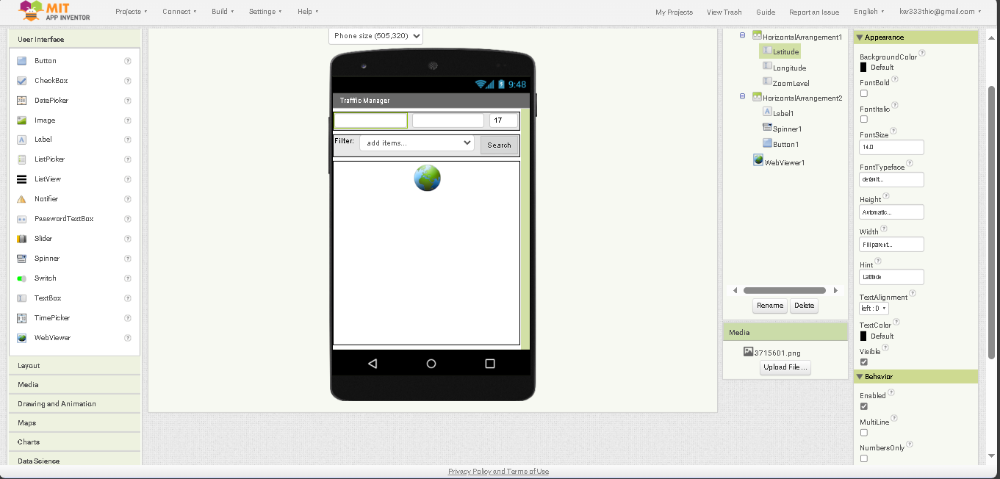 MIT
APP INVENTOR
Projects
Connect
Build
Settings
Help
My Projects
View Trash
Guide
Report an Issue
English
kar333thic@gmail.com
User Interface
Button
CheckBox
DatePicker
Image
Label
ListPicker
ListView
Notifier
PasswordTextBox
Slider
Spinner
Switch
TextBox
TimePicker
WebViewer
Layout
Media
Drawing and Animation
Maps
Charts
Data Science
Phone size (505,320)
9:48
Trafffic Manager
17
Filter:
add items...
Search
HorizontalArrangement1
Latitude
Longitude
ZoomLevel
HorizontalArrangement2
Label1
Spinner1
Button1
WebViewer1
Rename
Delete
Media
3715601.png
Upload File ...
Appearance
BackgroundColor
Default
FontBold
FontItalic
FontSize
14.0
FontTypeface
default...
Height
Automatic...
Width
Fill parent...
Hint
Latitude
TextAlignment
left : 0
TextColor
Default
Visible
Behavior
Enabled
MultiLine
NumbersOnly
Privacy Policy and Terms of Use